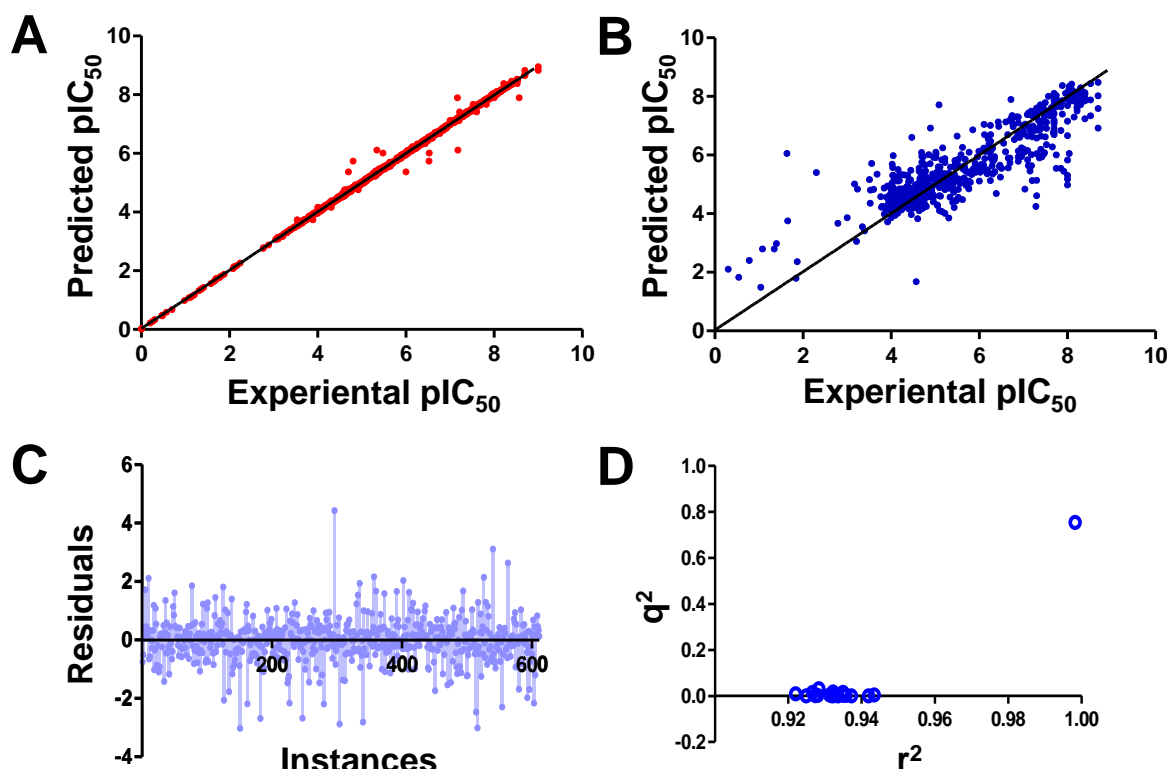 A
Predicted pIC50
10
8
6
4
2
0
0 2 4 6 8 10
Experiental pIC50
B
Predicted pIC50
10
8
6
4
2
0
0 2 4 6 8 10
Experiental pIC50
C
Residuals
6
4
2
0
-2
-4
200 400 600
Instances
D
q2
1.0
0.8
0.6
0.4
0.2
0.0
-0.2
0.92 0.94 0.96 0.98 1.00
r2